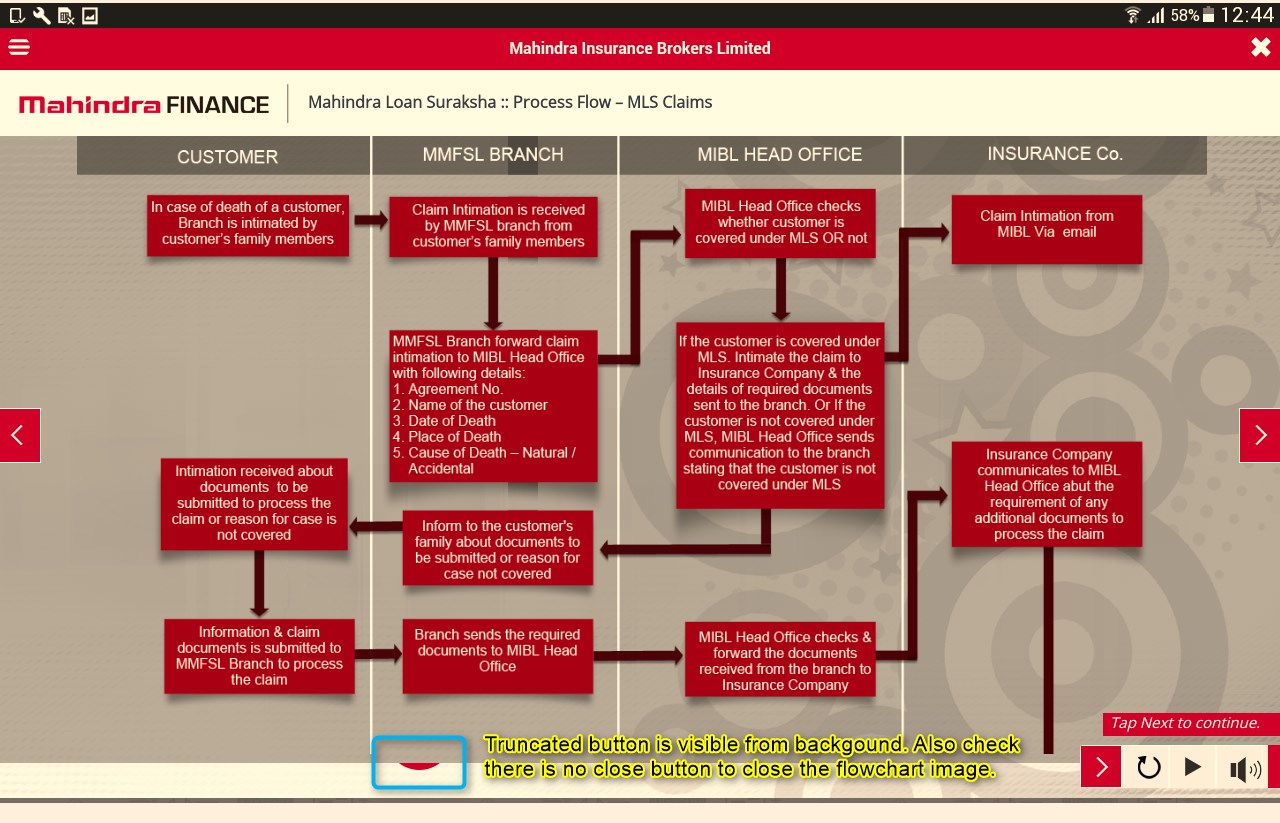 58% 12:44
Mahindra Insurance Brokers Limited
Mahindra FINANCE
Mahindra Loan Suraksha :: Process Flow – MLS Claims
CUSTOMER
MMFSL BRANCH
MIBL HEAD OFFICE
INSURANCE Co.
In case of death of a customer,
Branch is intimated by
customer's family members
Claim Intimation is received
by MMFSL branch from
customer's family members
MIBL Head Office checks
whether customer is
covered under MLS OR not
Claim Intimation from
MIBL Via email
MMFSL Branch forward claim
intimation to MIBL Head Office
with following details:
1. Agreement No.
2. Name of the customer
3. Date of Death
4. Place of Death
5. Cause of Death – Natural /
Accidental
If the customer is covered under
MLS. Intimate the claim to
Insurance Company & the
details of required documents
sent to the branch. Or If the
customer is not covered under
MLS, MIBL Head Office sends
communication to the branch
stating that the customer is not
covered under MLS
Insurance Company
communicates to MIBL
Head Office abut the
requirement of any
additional documents to
process the claim
Intimation received about
documents to be
submitted to process the
claim or reason for case is
not covered
Inform to the customer's
family about documents to
be submitted or reason for
case not covered
Information & claim
documents is submitted to
MMFSL Branch to process
the claim
Branch sends the required
documents to MIBL Head
Office
MIBL Head Office checks &
forward the documents
received from the branch to
Insurance Company
Tap Next to continue.
Truncated button is visible from backgound. Also check
there is no close button to close the flowchart image.